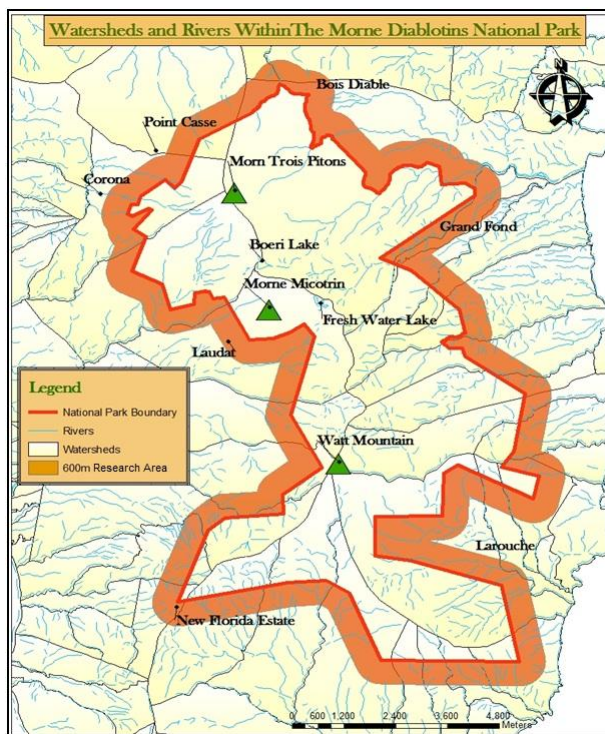 Watersheds and Rivers WithinThe Morne Diablotins National Park
N
Bois Diable
Point Casse
Morn Trois Pitons
Corona
Grand Fond
Boeri Lake
Morne Micotrin
Fresh Water Lake
Laudat
Legend
National Park Boundary
Rivers
Watersheds
600m Research Area
Watt Mountain
Larouche
New Florida Estate
0 600 1,200 2,400 3,600 4,800
Meters